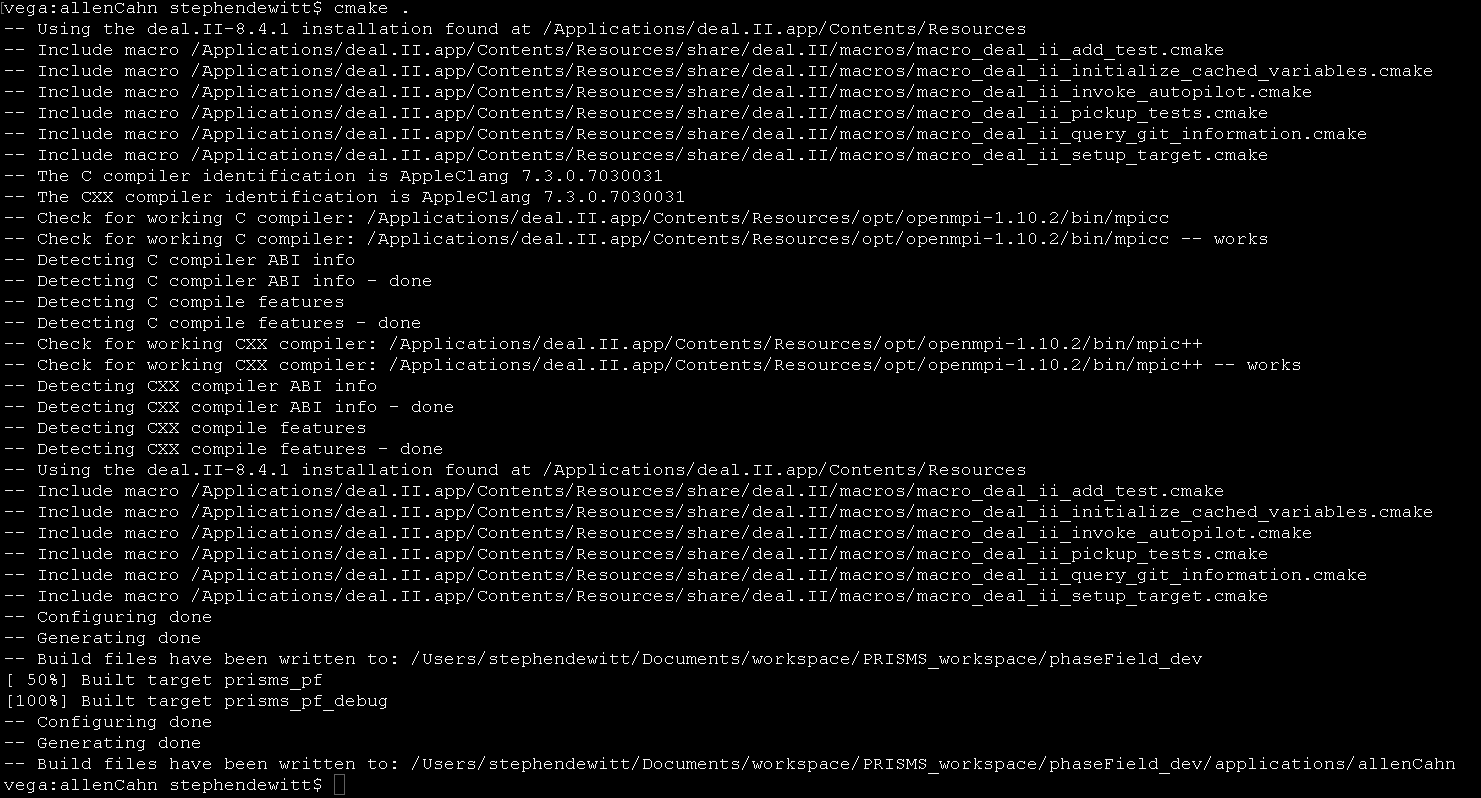 vega:allenCahn stephendewitt$ cmake .
-- Using the deal.II-8.4.1 installation found at /Applications/deal.II.app/Contents/Resources
-- Include macro /Applications/deal.II.app/Contents/Resources/share/deal.II/macros/macro_deal_ii_add_test.cmake
-- Include macro /Applications/deal.II.app/Contents/Resources/share/deal.II/macros/macro_deal_ii_initialize_cached_variables.cmake
-- Include macro /Applications/deal.II.app/Contents/Resources/share/deal.II/macros/macro_deal_ii_invoke_autopilot.cmake
-- Include macro /Applications/deal.II.app/Contents/Resources/share/deal.II/macros/macro_deal_ii_pickup_tests.cmake
-- Include macro /Applications/deal.II.app/Contents/Resources/share/deal.II/macros/macro_deal_ii_query_git_information.cmake
-- Include macro /Applications/deal.II.app/Contents/Resources/share/deal.II/macros/macro_deal_ii_setup_target.cmake
-- The C compiler identification is AppleClang 7.3.0.7030031
-- The CXX compiler identification is AppleClang 7.3.0.7030031
-- Check for working C compiler: /Applications/deal.II.app/Contents/Resources/opt/openmpi-1.10.2/bin/mpicc
-- Check for working C compiler: /Applications/deal.II.app/Contents/Resources/opt/openmpi-1.10.2/bin/mpicc -- works
-- Detecting C compiler ABI info
-- Detecting C compiler ABI info - done
-- Detecting C compile features
-- Detecting C compile features - done
-- Check for working CXX compiler: /Applications/deal.II.app/Contents/Resources/opt/openmpi-1.10.2/bin/mpic++
-- Check for working CXX compiler: /Applications/deal.II.app/Contents/Resources/opt/openmpi-1.10.2/bin/mpic++ -- works
-- Detecting CXX compiler ABI info
-- Detecting CXX compiler ABI info - done
-- Detecting CXX compile features
-- Detecting CXX compile features - done
-- Using the deal.II-8.4.1 installation found at /Applications/deal.II.app/Contents/Resources
-- Include macro /Applications/deal.II.app/Contents/Resources/share/deal.II/macros/macro_deal_ii_add_test.cmake
-- Include macro /Applications/deal.II.app/Contents/Resources/share/deal.II/macros/macro_deal_ii_initialize_cached_variables.cmake
-- Include macro /Applications/deal.II.app/Contents/Resources/share/deal.II/macros/macro_deal_ii_invoke_autopilot.cmake
-- Include macro /Applications/deal.II.app/Contents/Resources/share/deal.II/macros/macro_deal_ii_pickup_tests.cmake
-- Include macro /Applications/deal.II.app/Contents/Resources/share/deal.II/macros/macro_deal_ii_query_git_information.cmake
-- Include macro /Applications/deal.II.app/Contents/Resources/share/deal.II/macros/macro_deal_ii_setup_target.cmake
-- Configuring done
-- Generating done
-- Build files have been written to: /Users/stephendewitt/Documents/workspace/PRISMS_workspace/phaseField_dev
[ 50%] Built target prisms_pf
[100%] Built target prisms_pf_debug
-- Configuring done
-- Generating done
-- Build files have been written to: /Users/stephendewitt/Documents/workspace/PRISMS_workspace/phaseField_dev/applications/allenCahn
vega:allenCahn stephendewitt$